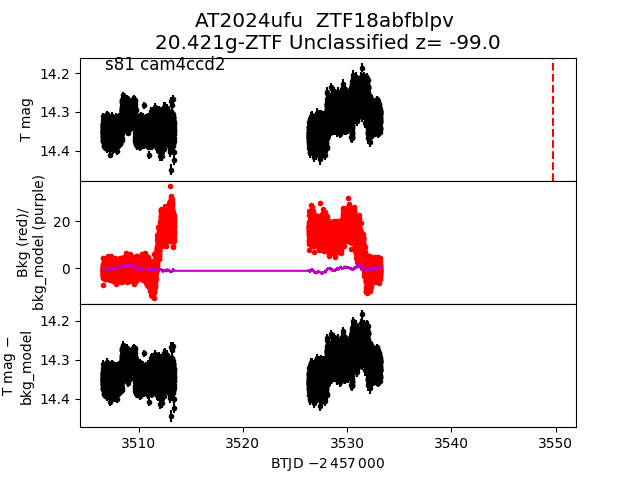 AT2024ufu  ZTF18abfblpv
20.421g-ZTF Unclassified z= -99.0
s81 cam4ccd2
14.2
14.3
14.4
T mag
20
0
Bkg (red)/
bkg_model (purple)
14.2
14.3
14.4
T mag −
bkg_model
3510
3520
3530
3540
3550
BTJD −2 457 000